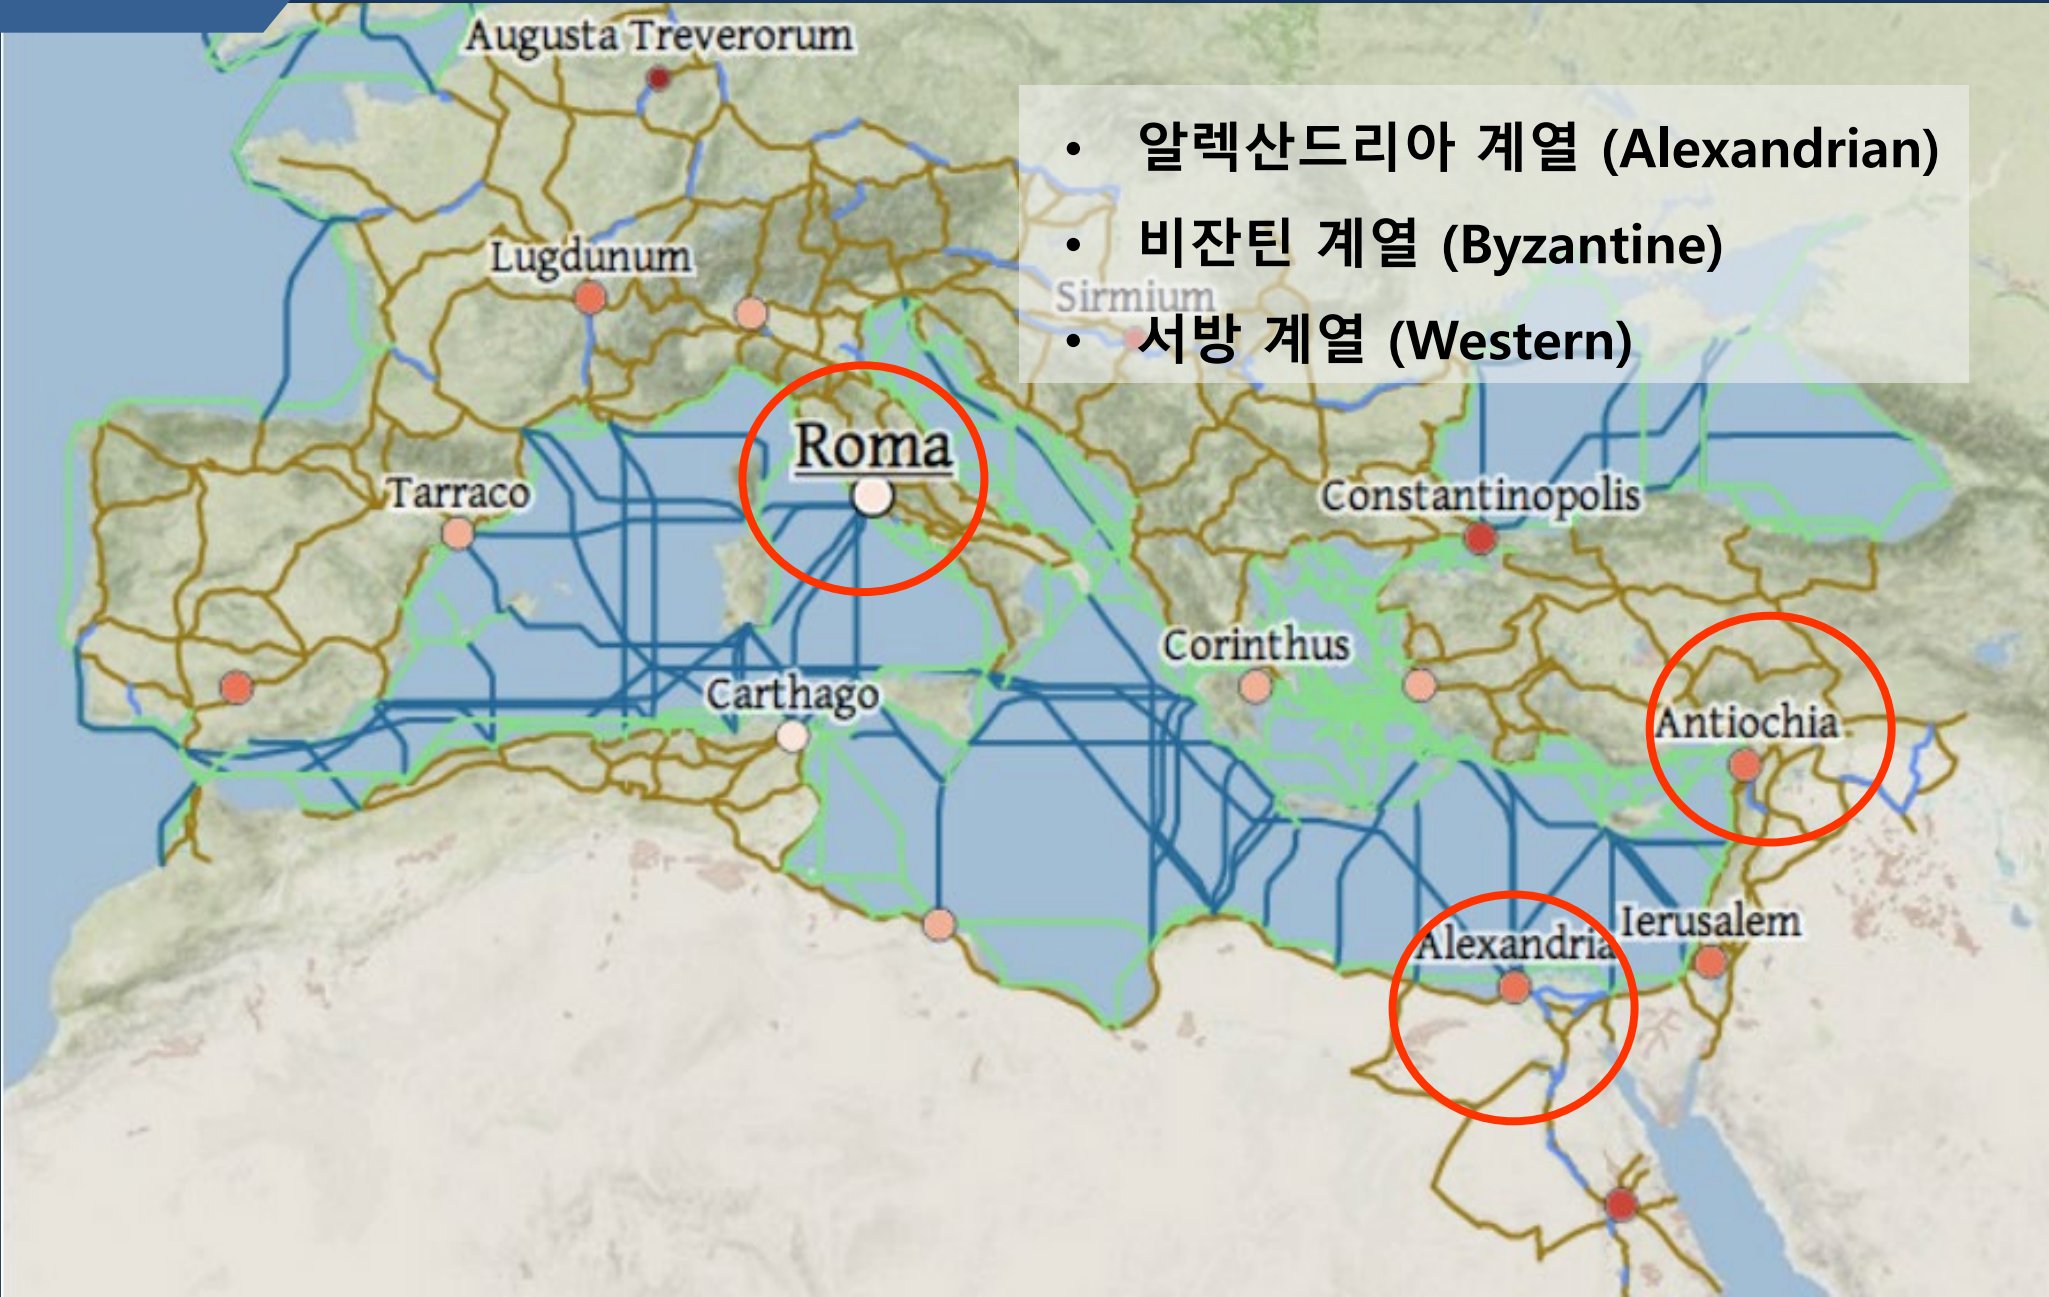 Augusta Treverorum
• 알렉산드리아 계열 (Alexandrian)
• 비잔틴 계열 (Byzantine)
• 서방 계열 (Western)
Lugdunum
Sirmium
Roma
Tarraco
Constantinopolis
Corinthus
Carthago
Antiochia
Ierusalem
Alexandria